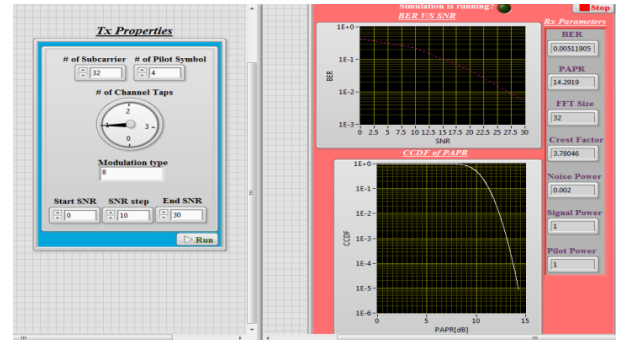 Tx Properties
# of Subcarrier # of Pilot Symbol
32 4
# of Channel Taps
2
1 3
0
Modulation type
8
Start SNR SNR step End SNR
0 10 30
Run
Simulation is running?
Stop
BER V/S SNR
1E+0
1E-1
1E-2
1E-3
BER
0 2.5 5 7.5 10 12.5 15 17.5 20 22.5 25 27.5 30
SNR
CCDF of PAPR
1E+0
1E-1
1E-2
1E-3
1E-4
1E-5
1E-6
CCDF
0 5 10 15
PAPR[dB]
Rx Parameters
BER
0.00511905
PAPR
14.2919
FFT Size
32
Crest Factor
3.78046
Noise Power
0.002
Signal Power
1
Pilot Power
1